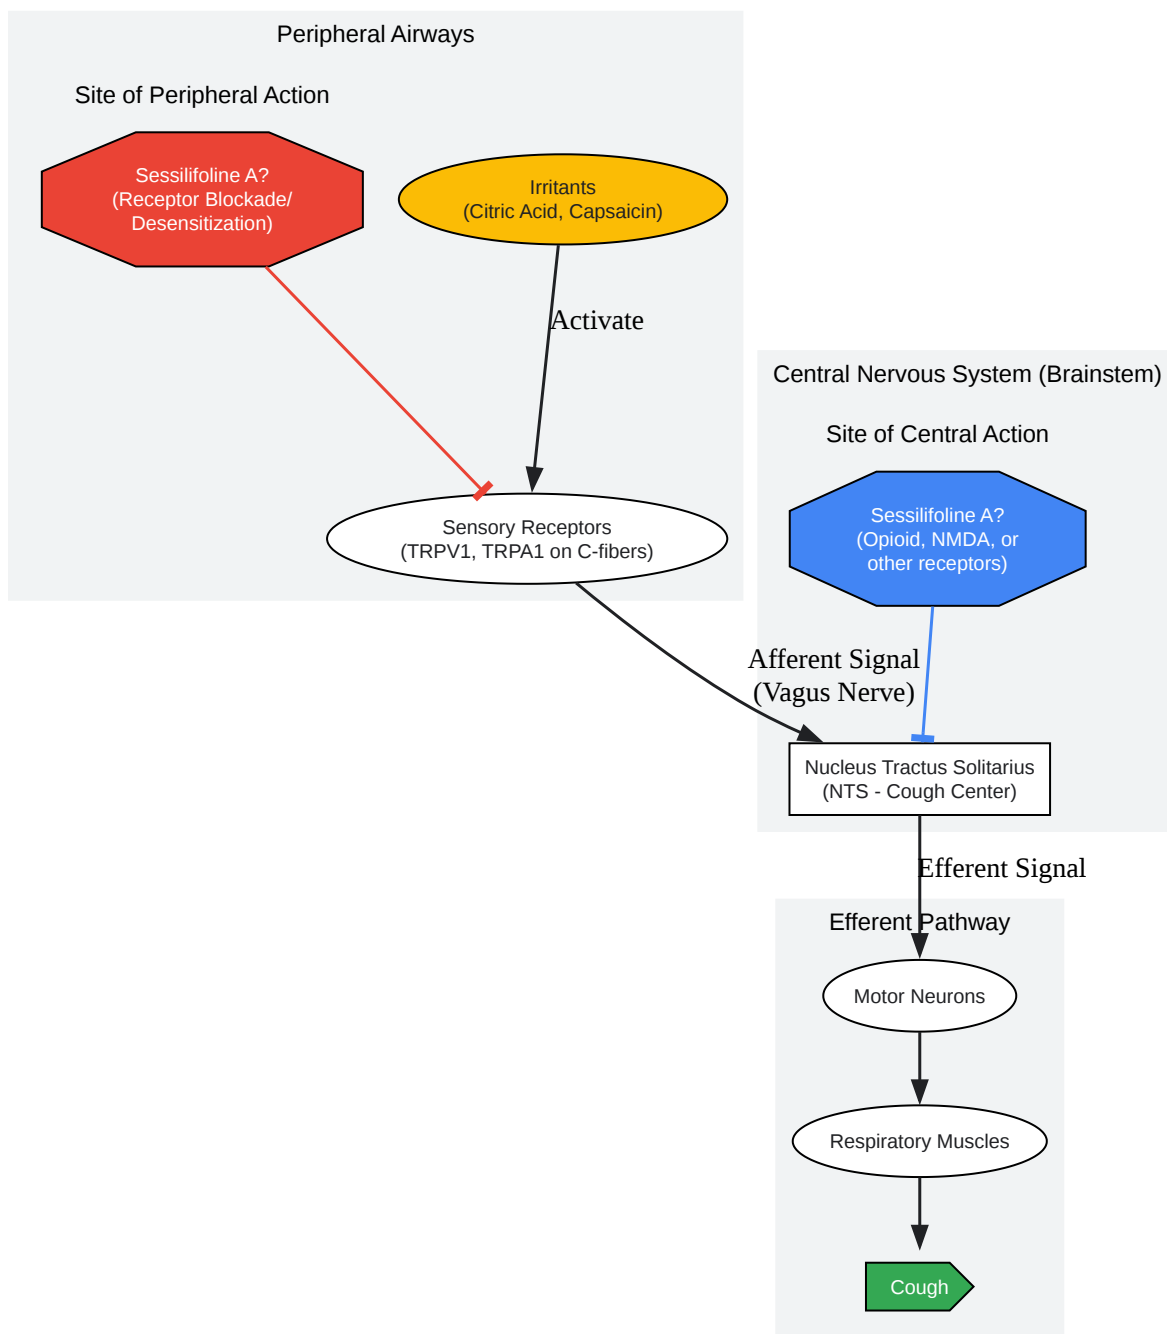 Peripheral Airways
Site of Peripheral Action
Sessilifoline A?
(Receptor Blockade/
Desensitization)
Irritants
(Citric Acid, Capsaicin)
Activate
Sensory Receptors
(TRPV1, TRPA1 on C-fibers)
Central Nervous System (Brainstem)
Site of Central Action
Sessilifoline A?
(Opioid, NMDA, or
other receptors)
Afferent Signal
(Vagus Nerve)
Nucleus Tractus Solitarius
(NTS - Cough Center)
Efferent Signal
Efferent Pathway
Motor Neurons
Respiratory Muscles
Cough